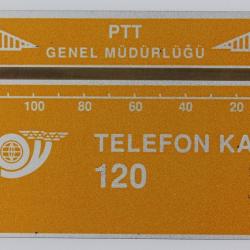 PTT
GENEL MÜDÜRLÜĞÜ
100 80 60 40 20
TELEFON KA
120